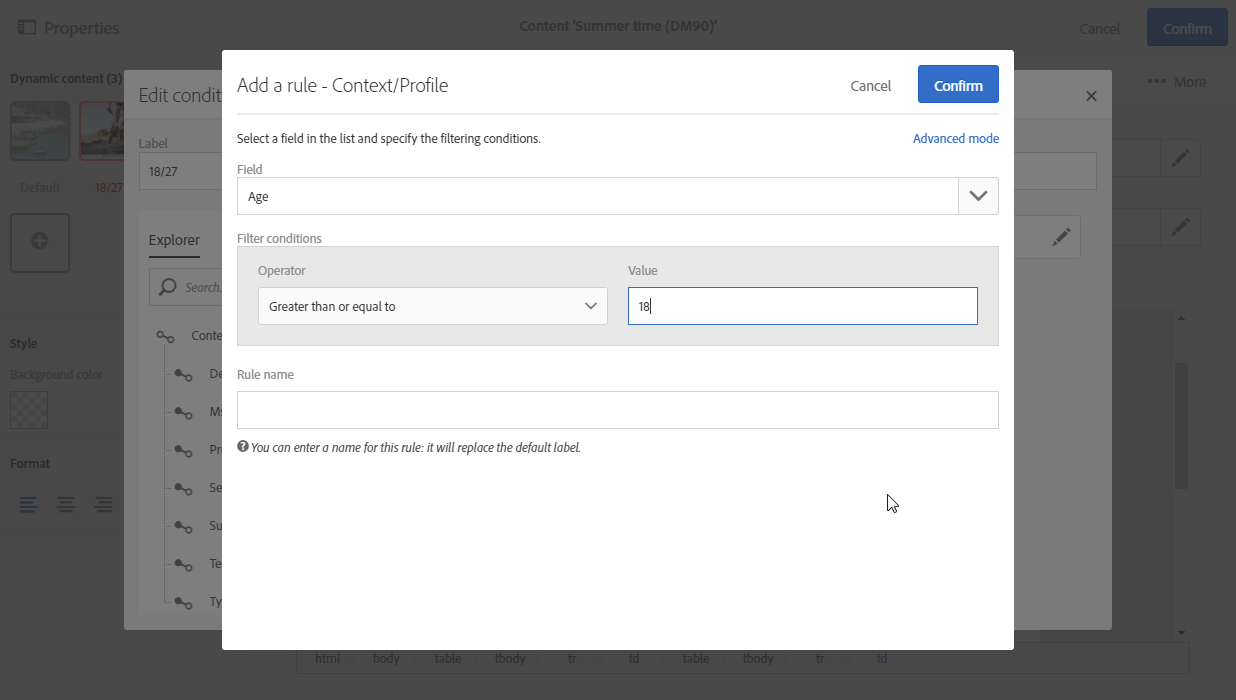 Properties
Content 'Summer time (DM90)'
Cancel
Confirm
Dynamic content (3)
More
Edit condit
Default
18/27
Label
18/27
Explorer
Search.
Conte
De
Pr
Se
Su
Te
Ty
Style
Background color
Format
Add a rule - Context/Profile
Cancel
Confirm
Select a field in the list and specify the filtering conditions.
Advanced mode
Field
Age
Filter conditions
Operator
Value
Greater than or equal to
18
Rule name
You can enter a name for this rule: it will replace the default label.
html body table tbody tr td table tbody tr td